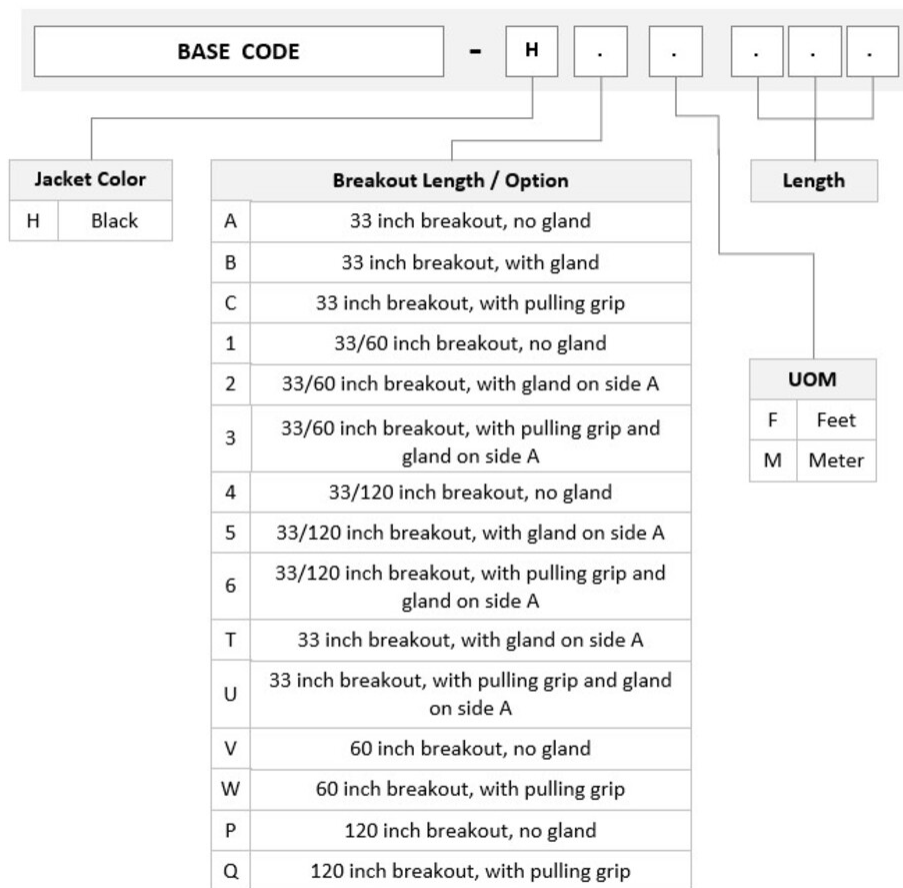 BASE CODE - H . . . . .
Jacket Color
H Black
Breakout Length / Option
A 33 inch breakout, no gland
B 33 inch breakout, with gland
C 33 inch breakout, with pulling grip
1 33/60 inch breakout, no gland
2 33/60 inch breakout, with gland on side A
3 33/60 inch breakout, with pulling grip and
gland on side A
4 33/120 inch breakout, no gland
5 33/120 inch breakout, with gland on side A
6 33/120 inch breakout, with pulling grip and
gland on side A
T 33 inch breakout, with gland on side A
U 33 inch breakout, with pulling grip and gland
on side A
V 60 inch breakout, no gland
W 60 inch breakout, with pulling grip
P 120 inch breakout, no gland
Q 120 inch breakout, with pulling grip
Length
UOM
F Feet
M Meter